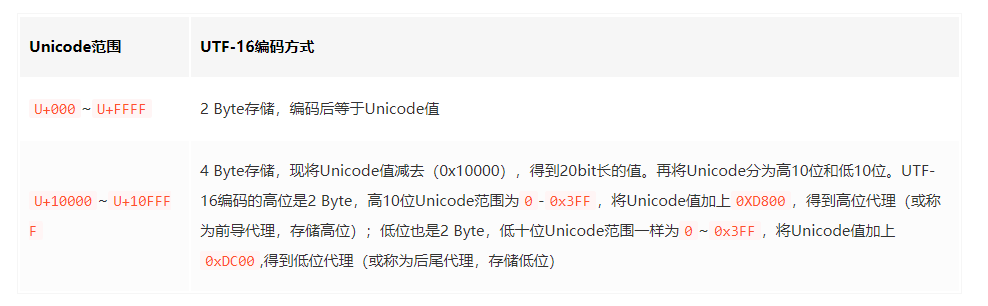 Unicode范围 UTF-16编码方式
U+000 ~ U+FFFF 2 Byte存储，编码后等于Unicode值
4 Byte存储，现将Unicode值减去（0x10000），得到20bit长的值。再将Unicode分为高10位和低10位。UTF-
U+10000 ~ U+10FFF 16编码的高位是2 Byte，高10位Unicode范围为 0 - 0x3FF ，将Unicode值加上 0XD800 ，得到高位代理（或称
F 为前导代理，存储高位）；低位也是2 Byte，低十位Unicode范围一样为 0 ~ 0x3FF ，将Unicode值加上
0xDC00 ,得到低位代理（或称为后尾代理，存储低位）